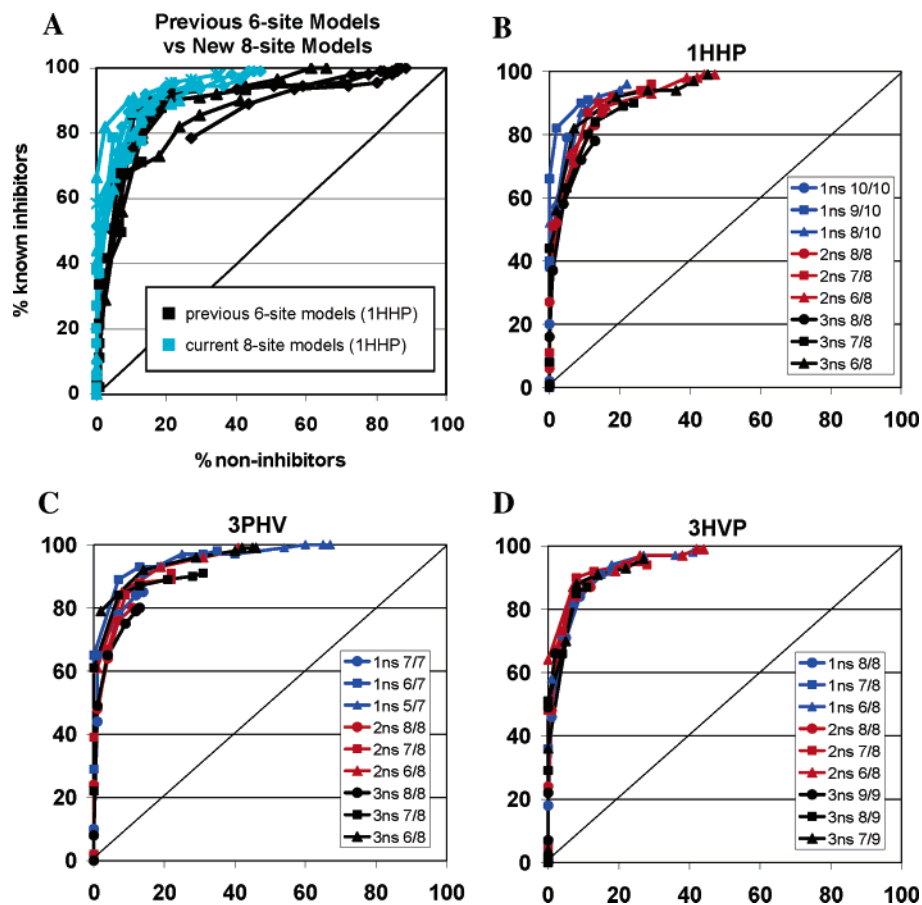 A
Previous 6-site Models
vs New 8-site Models
% known inhibitors
100
80
60
40
20
0
0 20 40 60 80 100
% non-inhibitors
previous 6-site models (1HHP)
current 8-site models (1HHP)
B
1HHP
100
80
60
40
20
0
0 20 40 60 80 100
1ns 10/10
1ns 9/10
1ns 8/10
2ns 8/8
2ns 7/8
2ns 6/8
3ns 8/8
3ns 7/8
3ns 6/8
C
3PHV
100
80
60
40
20
0
0 20 40 60 80 100
1ns 7/7
1ns 6/7
1ns 5/7
2ns 8/8
2ns 7/8
2ns 6/8
3ns 8/8
3ns 7/8
3ns 6/8
D
3HVP
100
80
60
40
20
0
0 20 40 60 80 100
1ns 8/8
1ns 7/8
1ns 6/8
2ns 8/8
2ns 7/8
2ns 6/8
3ns 9/9
3ns 8/9
3ns 7/9